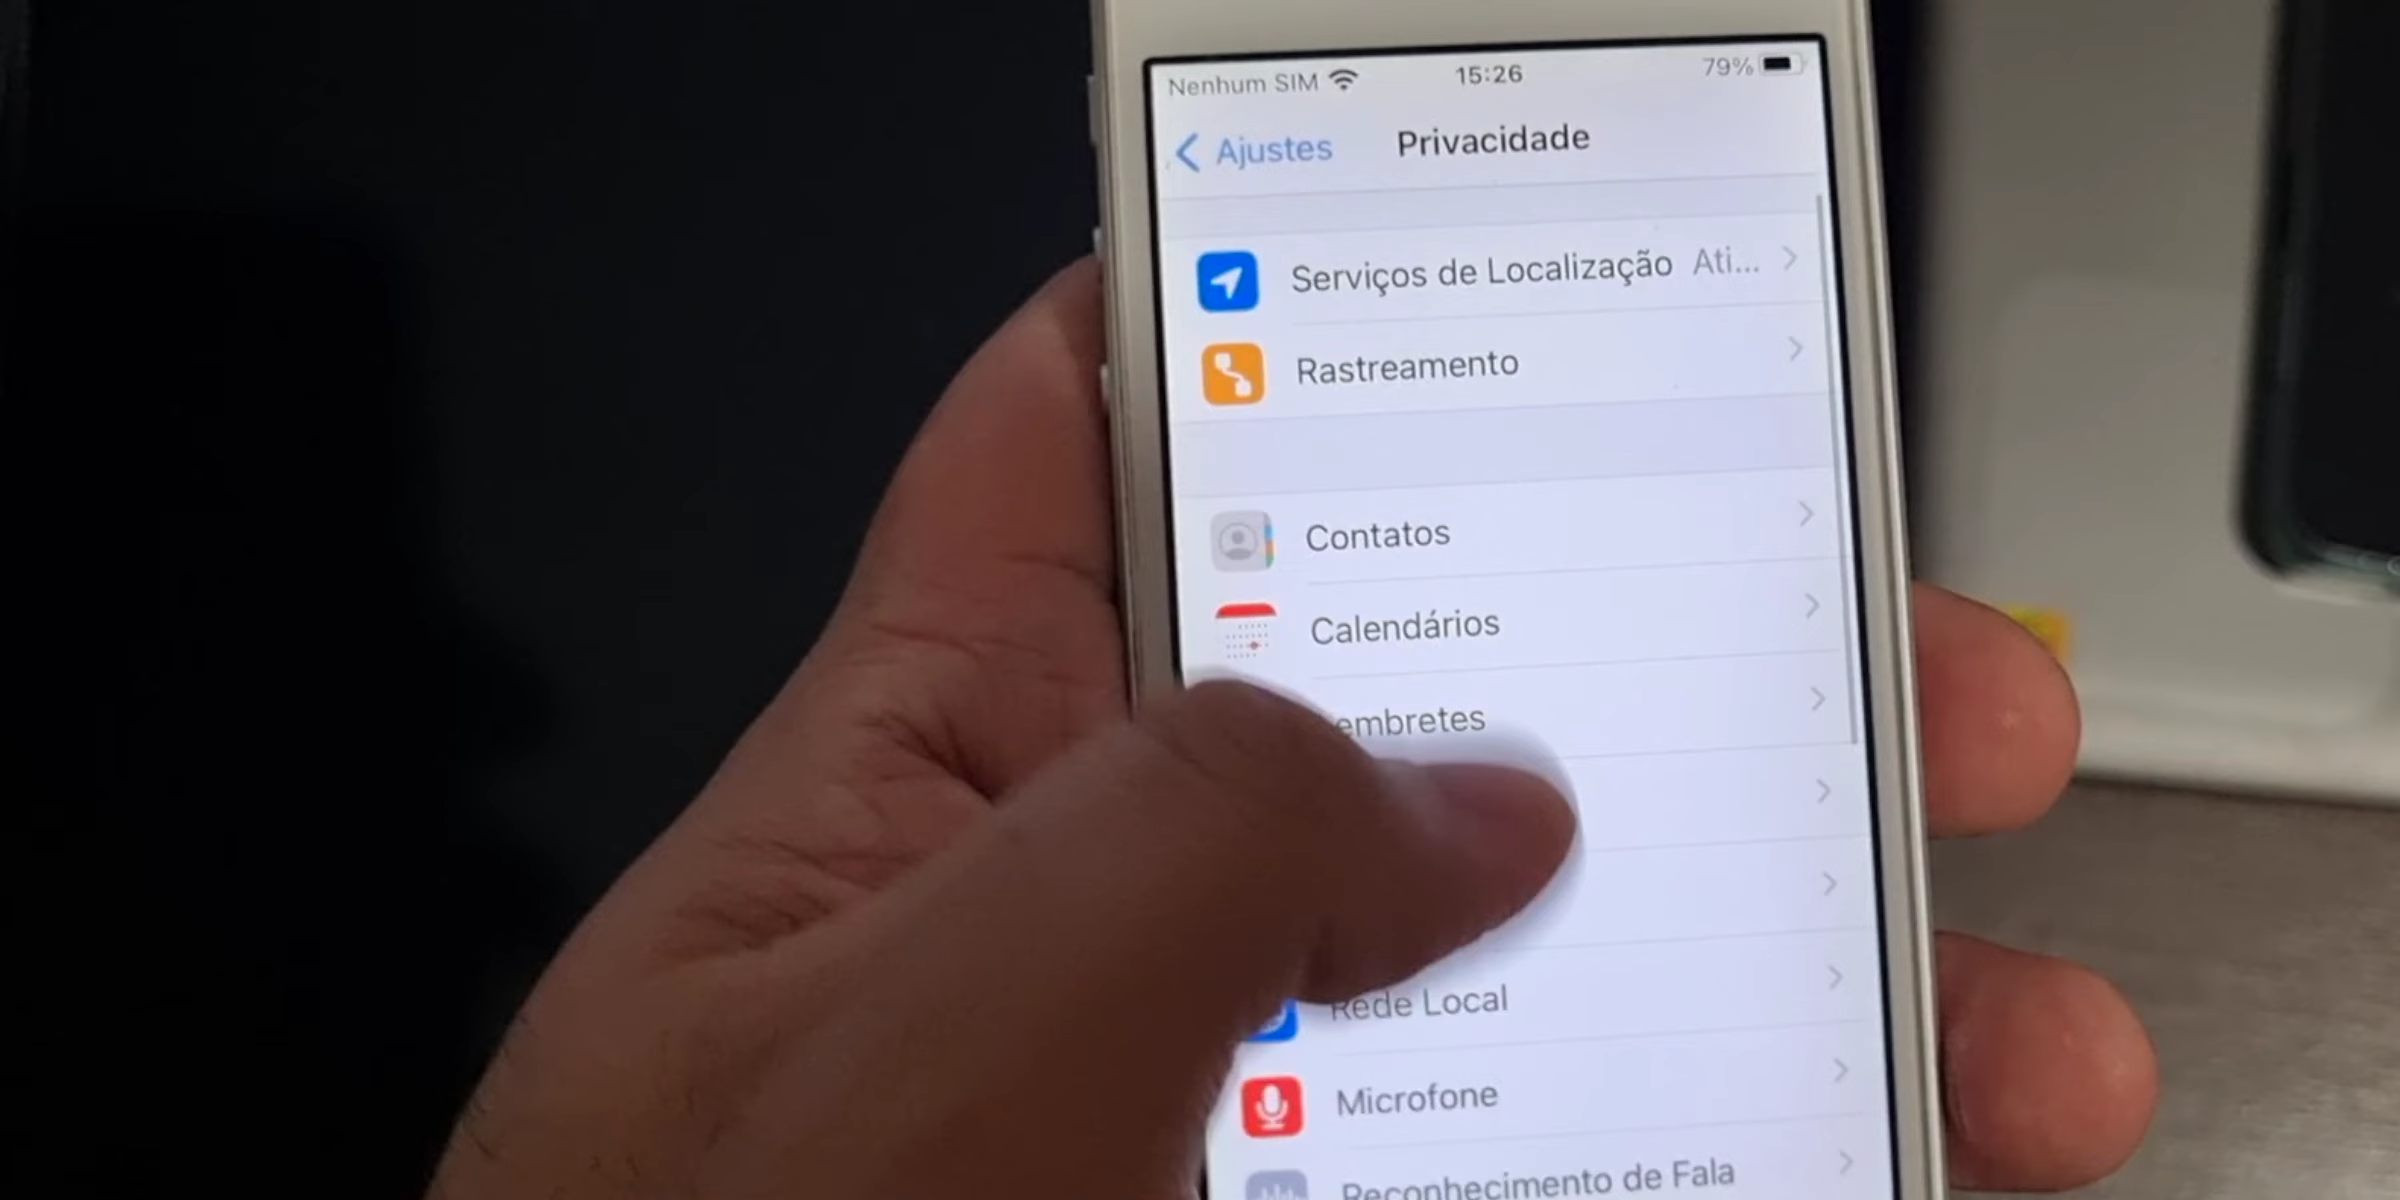 Nenhum SIM 15:26 79%
Ajustes Privacidade
Serviços de Localização Ati...
Rastreamento
Contatos
Calendários
embretes
Rede Local
Microfone
Reconhecimento de Fala